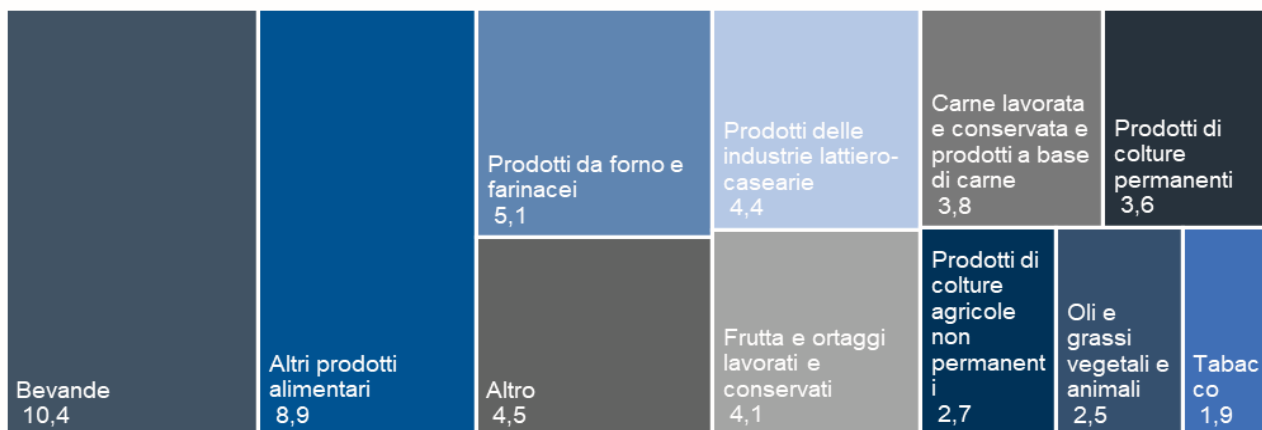 Bevande
10,4
Altri prodotti
alimentari
8,9
Prodotti da forno e
farinacei
5,1
Altro
4,5
Prodotti delle
industrie lattiero-
casearie
4,4
Frutta e ortaggi
lavorati e
conservati
4,1
Carne lavorata
e conservata e
prodotti a base
di carne
3,8
Prodotti di
colture
permanenti
3,6
Prodotti di
colture
agricole
non
permanent
i
2,7
Oli e
grassi
vegetali e
animali
2,5
Tabac
co
1,9